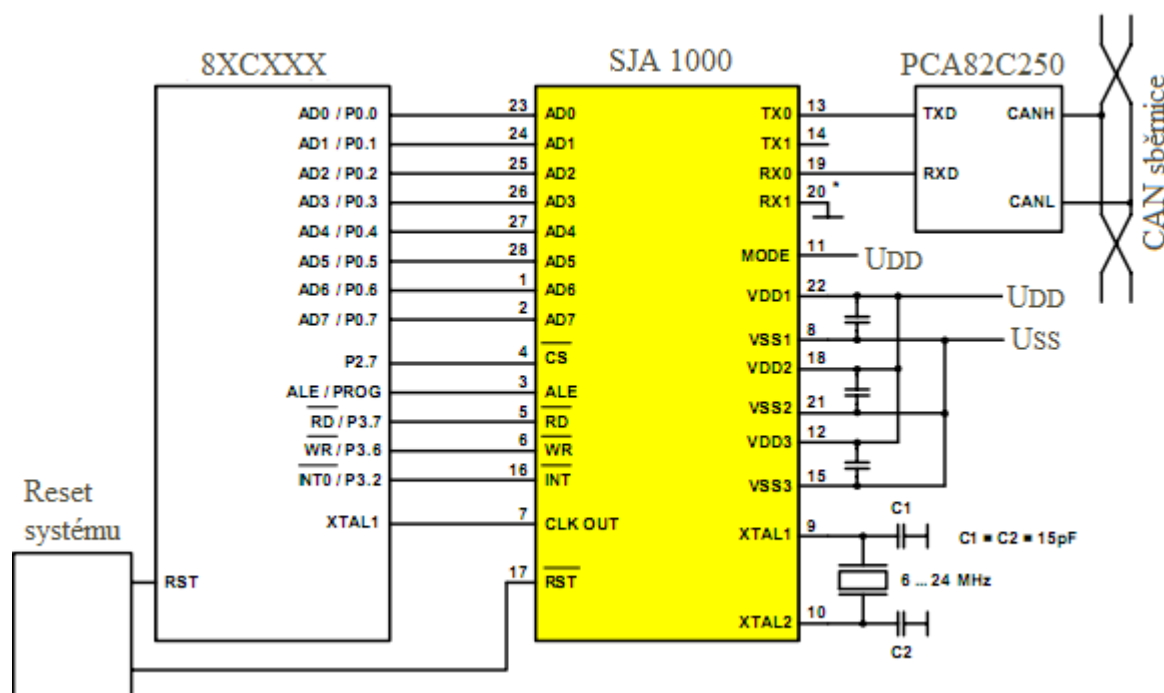 8XCXXX
SJA 1000
PCA82C250
AD0 / P0.0
23
AD0
TX0
13
TXD
CANH
AD1 / P0.1
24
AD1
TX1
14
AD2 / P0.2
25
AD2
RX0
19
RXD
AD3 / P0.3
26
AD3
RX1
20 *
CANL
AD4 / P0.4
27
AD4
AD5 / P0.5
28
AD5
MODE
11
UDD
AD6 / P0.6
1
AD6
VDD1
22
UDD
AD7 / P0.7
2
AD7
VSS1
8
USS
P2.7
4
CS
VDD2
18
ALE / PROG
3
ALE
VSS2
21
RD / P3.7
5
RD
VDD3
12
WR / P3.6
6
WR
INT0 / P3.2
16
INT
VSS3
15
XTAL1
7
CLK OUT
XTAL1
9
C1
C1 = C2 = 15pF
6 ... 24 MHz
Reset
systému
RST
17
RST
XTAL2
10
C2
CAN sběrnice